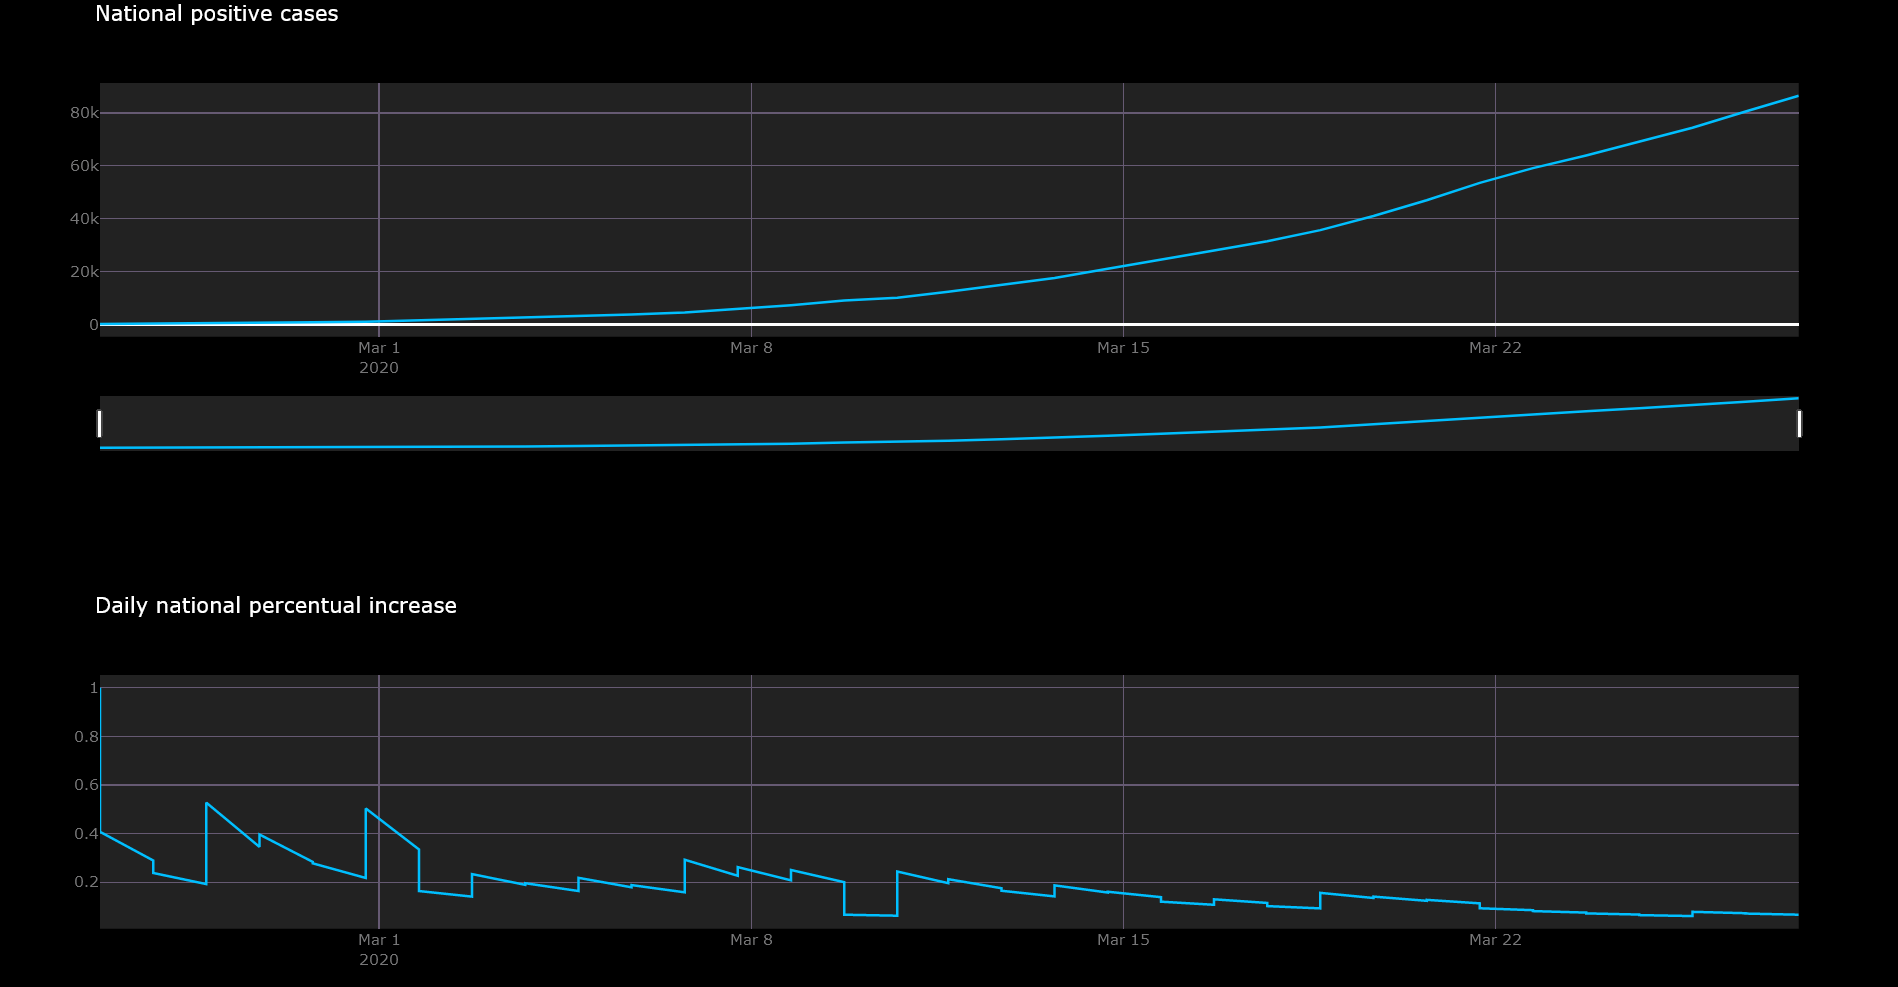 National positive cases
80k
60k
40k
20k
0
Mar 1
2020
Mar 8
Mar 15
Mar 22
Daily national percentual increase
1
0.8
0.6
0.4
0.2
Mar 1
2020
Mar 8
Mar 15
Mar 22